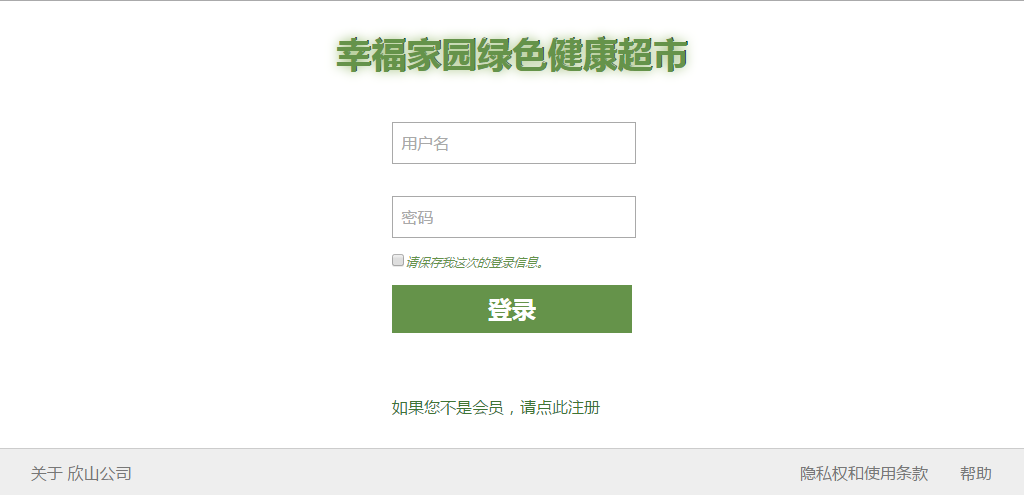 幸福家园绿色健康超市
用户名
密码
请保存我这次的登录信息。
登录
如果您不是会员，请点此注册
关于 欣山公司
隐私权和使用条款 帮助